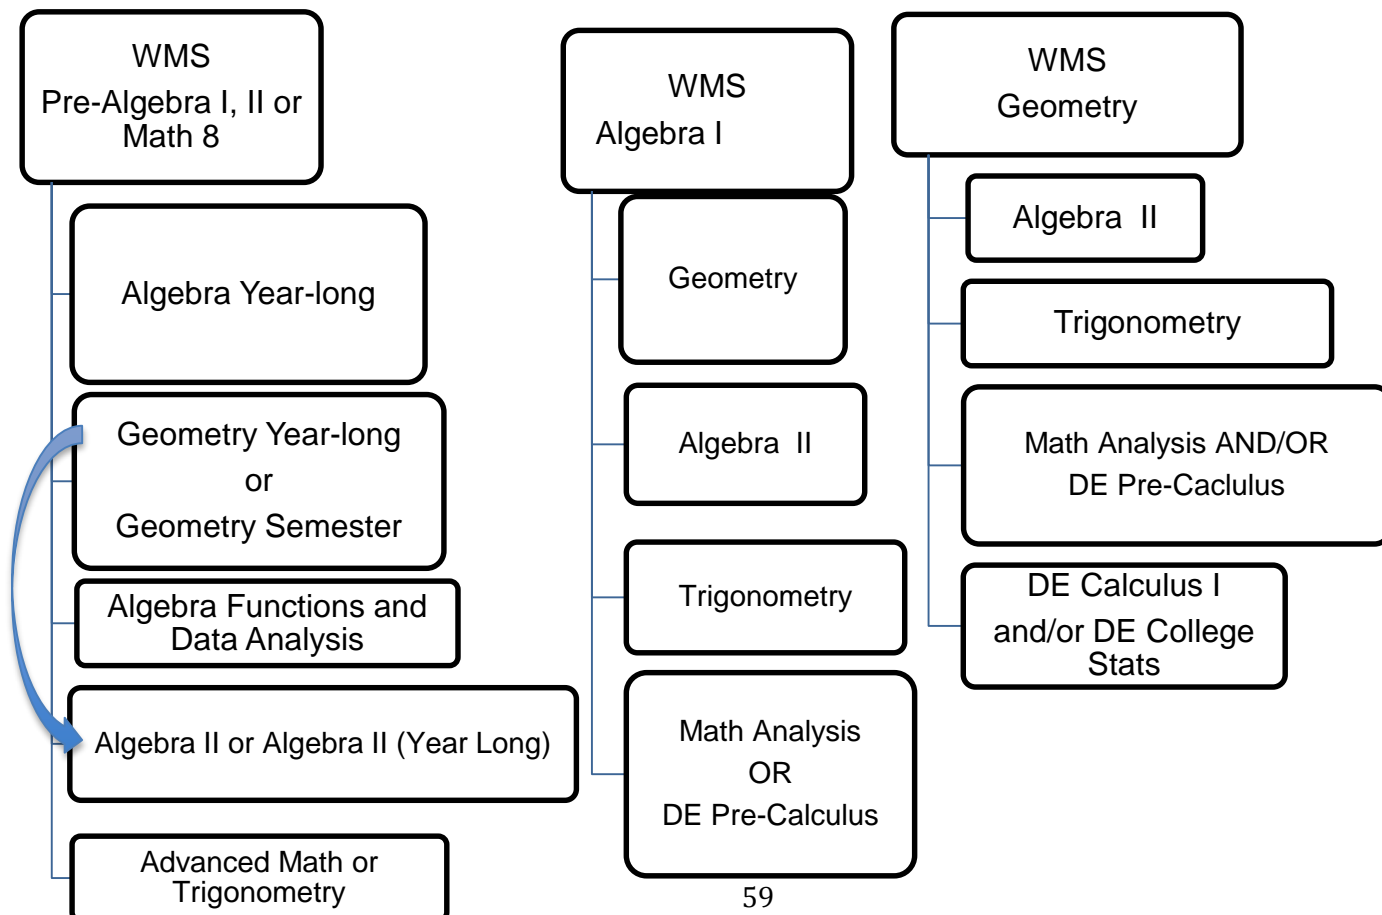 WMS
Pre-Algebra I, II or
Math 8
Algebra Year-long
Geometry Year-long
or
Geometry Semester
Algebra Functions and
Data Analysis
Algebra II or Algebra II (Year Long)
Advanced Math or
Trigonometry
WMS
Algebra I
Geometry
Algebra II
Trigonometry
Math Analysis
OR
DE Pre-Calculus
WMS
Geometry
Algebra II
Trigonometry
Math Analysis AND/OR
DE Pre-Caclulus
DE Calculus I
and/or DE College
Stats
59